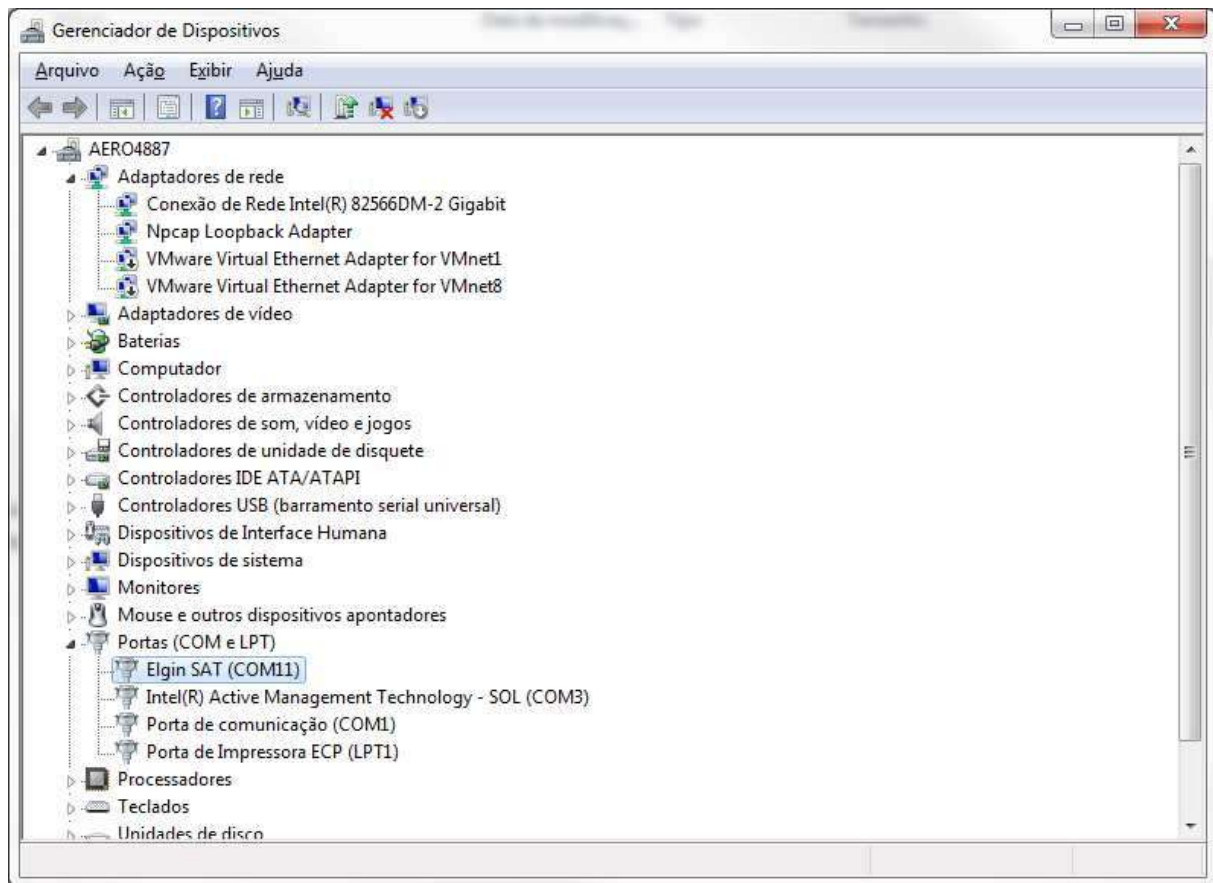 Gerenciador de Dispositivos
Arquivo Ação Exibir Ajuda
AERO4887
Adaptadores de rede
Conexão de Rede Intel(R) 82566DM-2 Gigabit
Npcap Loopback Adapter
VMware Virtual Ethernet Adapter for VMnet1
VMware Virtual Ethernet Adapter for VMnet8
Adaptadores de vídeo
Baterias
Computador
Controladores de armazenamento
Controladores de som, vídeo e jogos
Controladores de unidade de disquete
Controladores IDE ATA/ATAPI
Controladores USB (barramento serial universal)
Dispositivos de Interface Humana
Dispositivos de sistema
Monitores
Mouse e outros dispositivos apontadores
Portas (COM e LPT)
Elgin SAT (COM11)
Intel(R) Active Management Technology - SOL (COM3)
Porta de comunicação (COM1)
Porta de Impressora ECP (LPT1)
Processadores
Teclados
Unidades de disco